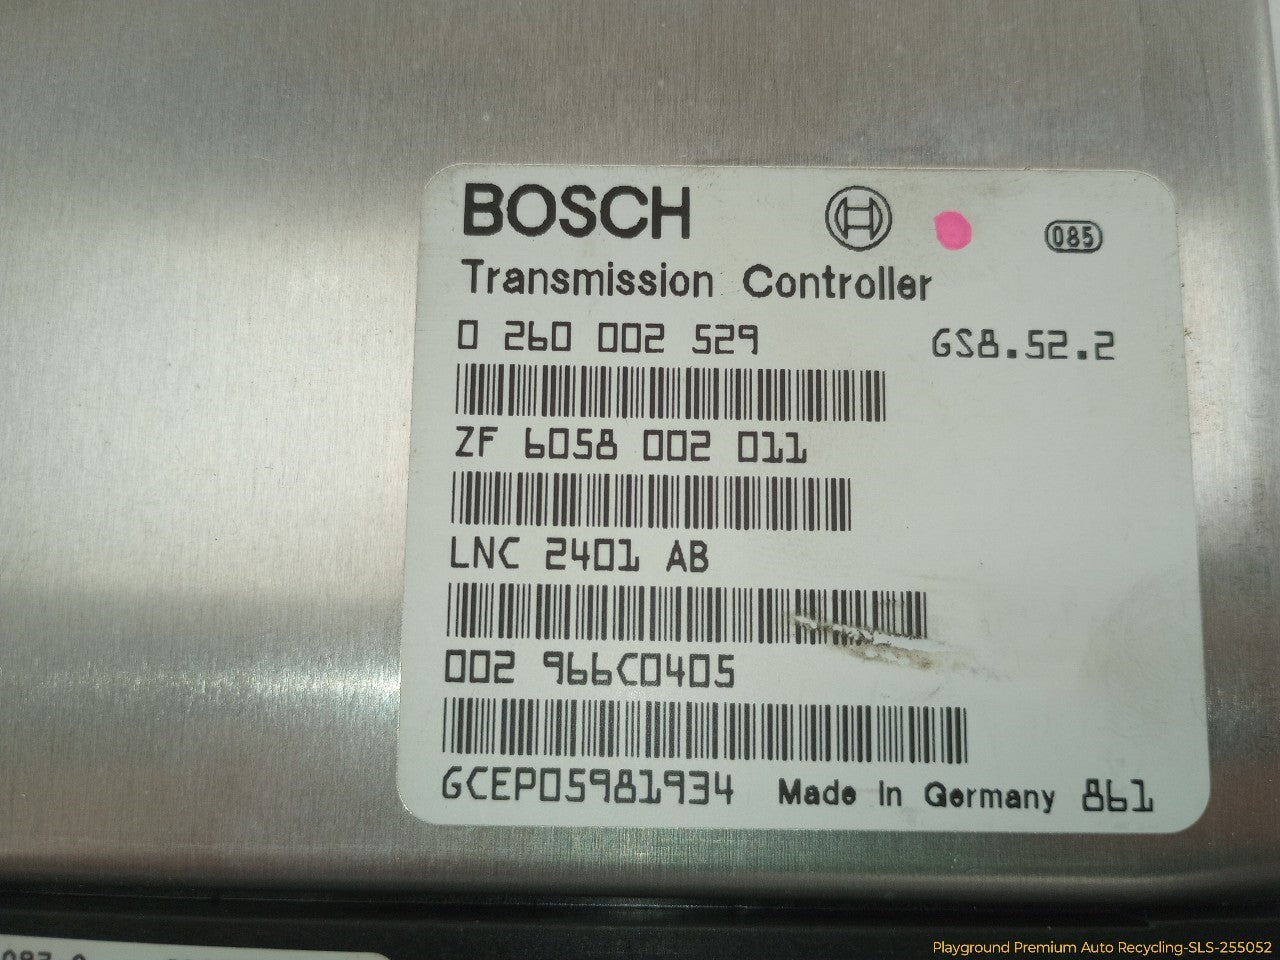 BOSCH
085
Transmission Controller
0 260 002 529 GS8.52.2
ZF 6058 002 011
LNC 2401 AB
002 966C0405
GCEP05981934 Made in Germany 861
Playground Premium Auto Recycling-SLS-255052